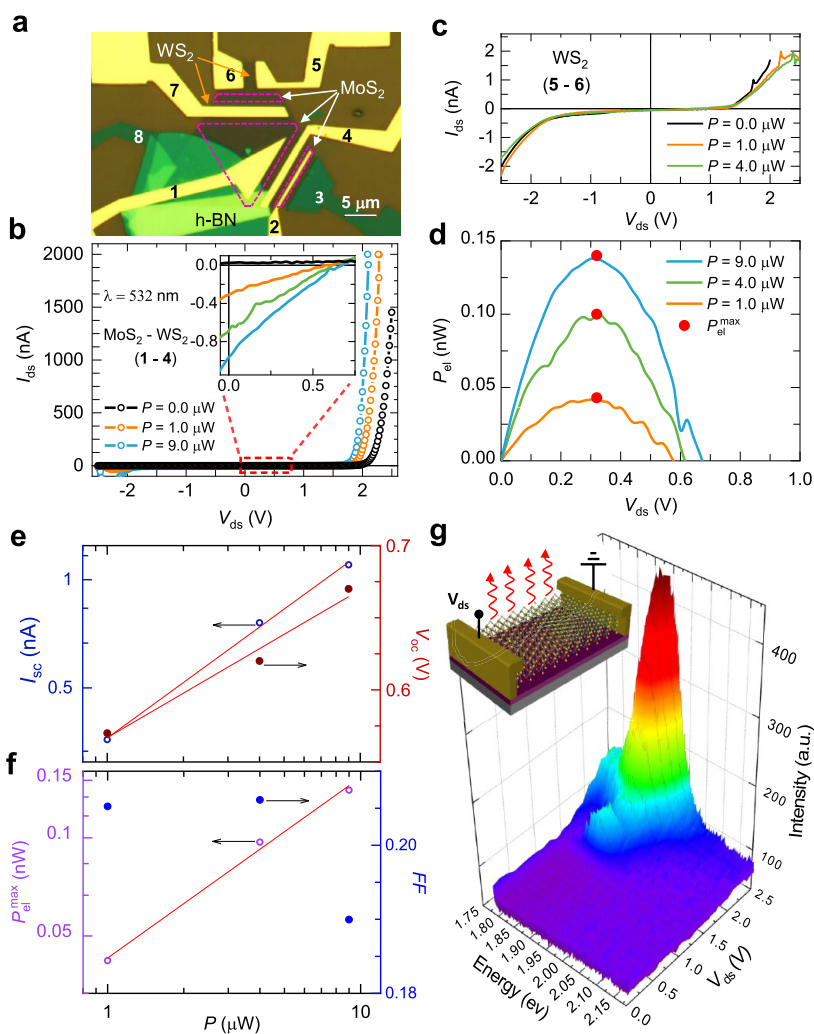 a
WS2
MoS2
5
6
7
4
8
1
3
h-BN
2
5 μm
b
2000
1500
1000
500
0
Ids (nA)
λ = 532 nm
MoS2 - WS2
(1 - 4)
P = 0.0 μW
P = 1.0 μW
P = 9.0 μW
0.0
-0.4
-0.8
0.0
0.5
-2
-1
0
1
2
Vds (V)
c
2
1
0
-1
-2
Ids (nA)
WS2
(5 - 6)
P = 0.0 μW
P = 1.0 μW
P = 4.0 μW
-2
-1
0
1
2
Vds (V)
d
0.15
0.10
0.05
0.00
Pel (nW)
P = 9.0 μW
P = 4.0 μW
P = 1.0 μW
Pel max
0.0
0.2
0.4
0.6
0.8
1.0
Vds (V)
e
1
0.5
Isc (nA)
0.7
0.6
Voc (V)
f
0.15
0.1
0.05
Pel max (nW)
0.20
0.18
FF
1
10
P (μW)
g
Vds
400
300
200
100
Intensity (a.u.)
1.75
1.80
1.85
1.90
1.95
2.00
2.05
2.10
2.15
Energy (ev)
0.0
0.5
1.0
1.5
2.0
2.5
Vds (V)